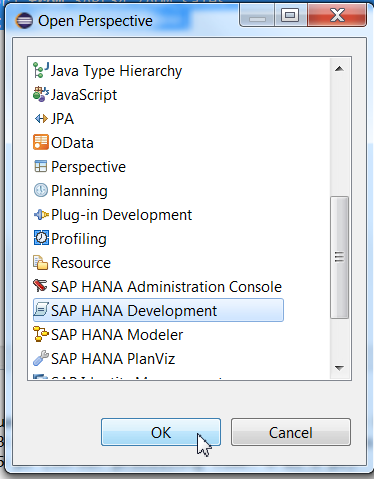 Open Perspective
Java Type Hierarchy
JavaScript
JPA
OData
Perspective
Planning
Plug-in Development
Profiling
Resource
SAP HANA Administration Console
SAP HANA Development
SAP HANA Modeler
SAP HANA PlanViz
OK
Cancel